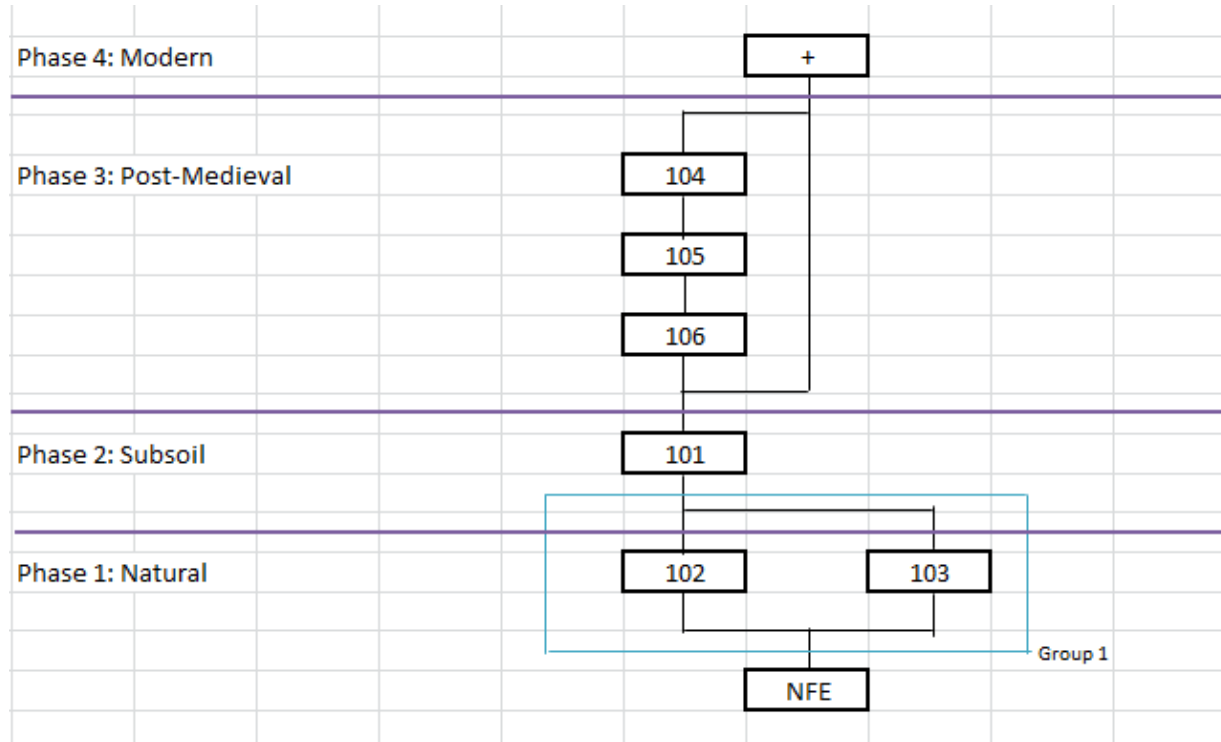 Phase 4: Modern
+
Phase 3: Post-Medieval
104
105
106
Phase 2: Subsoil
101
Phase 1: Natural
102
103
Group 1
NFE